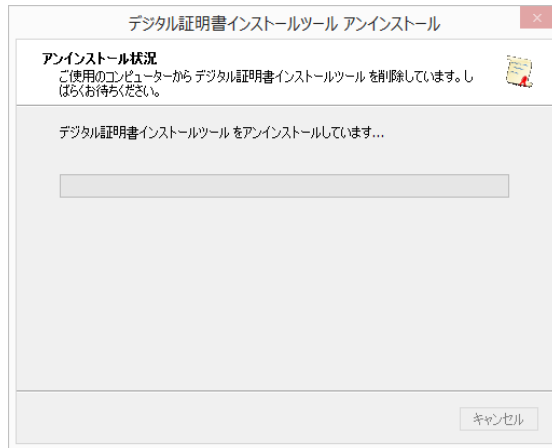 デジタル証明書インストールツール アンインストール
アンインストール状況
ご使用のコンピューターから デジタル証明書インストールツール を削除しています。し
ばらくお待ちください。
デジタル証明書インストールツール をアンインストールしています...
キャンセル